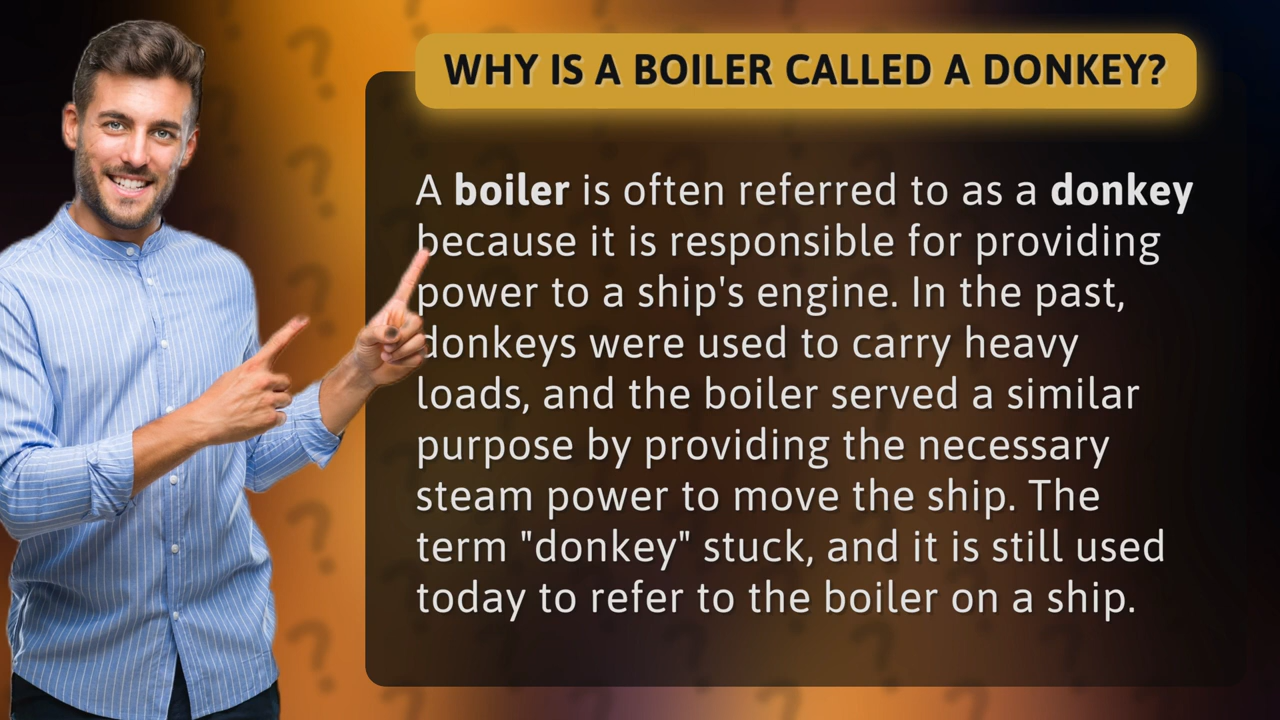 WHY IS A BOILER CALLED A DONKEY?
A boiler is often referred to as a donkey
because it is responsible for providing
power to a ship's engine. In the past,
donkeys were used to carry heavy
loads, and the boiler served a similar
purpose by providing the necessary
steam power to move the ship. The
term "donkey" stuck, and it is still used
today to refer to the boiler on a ship.